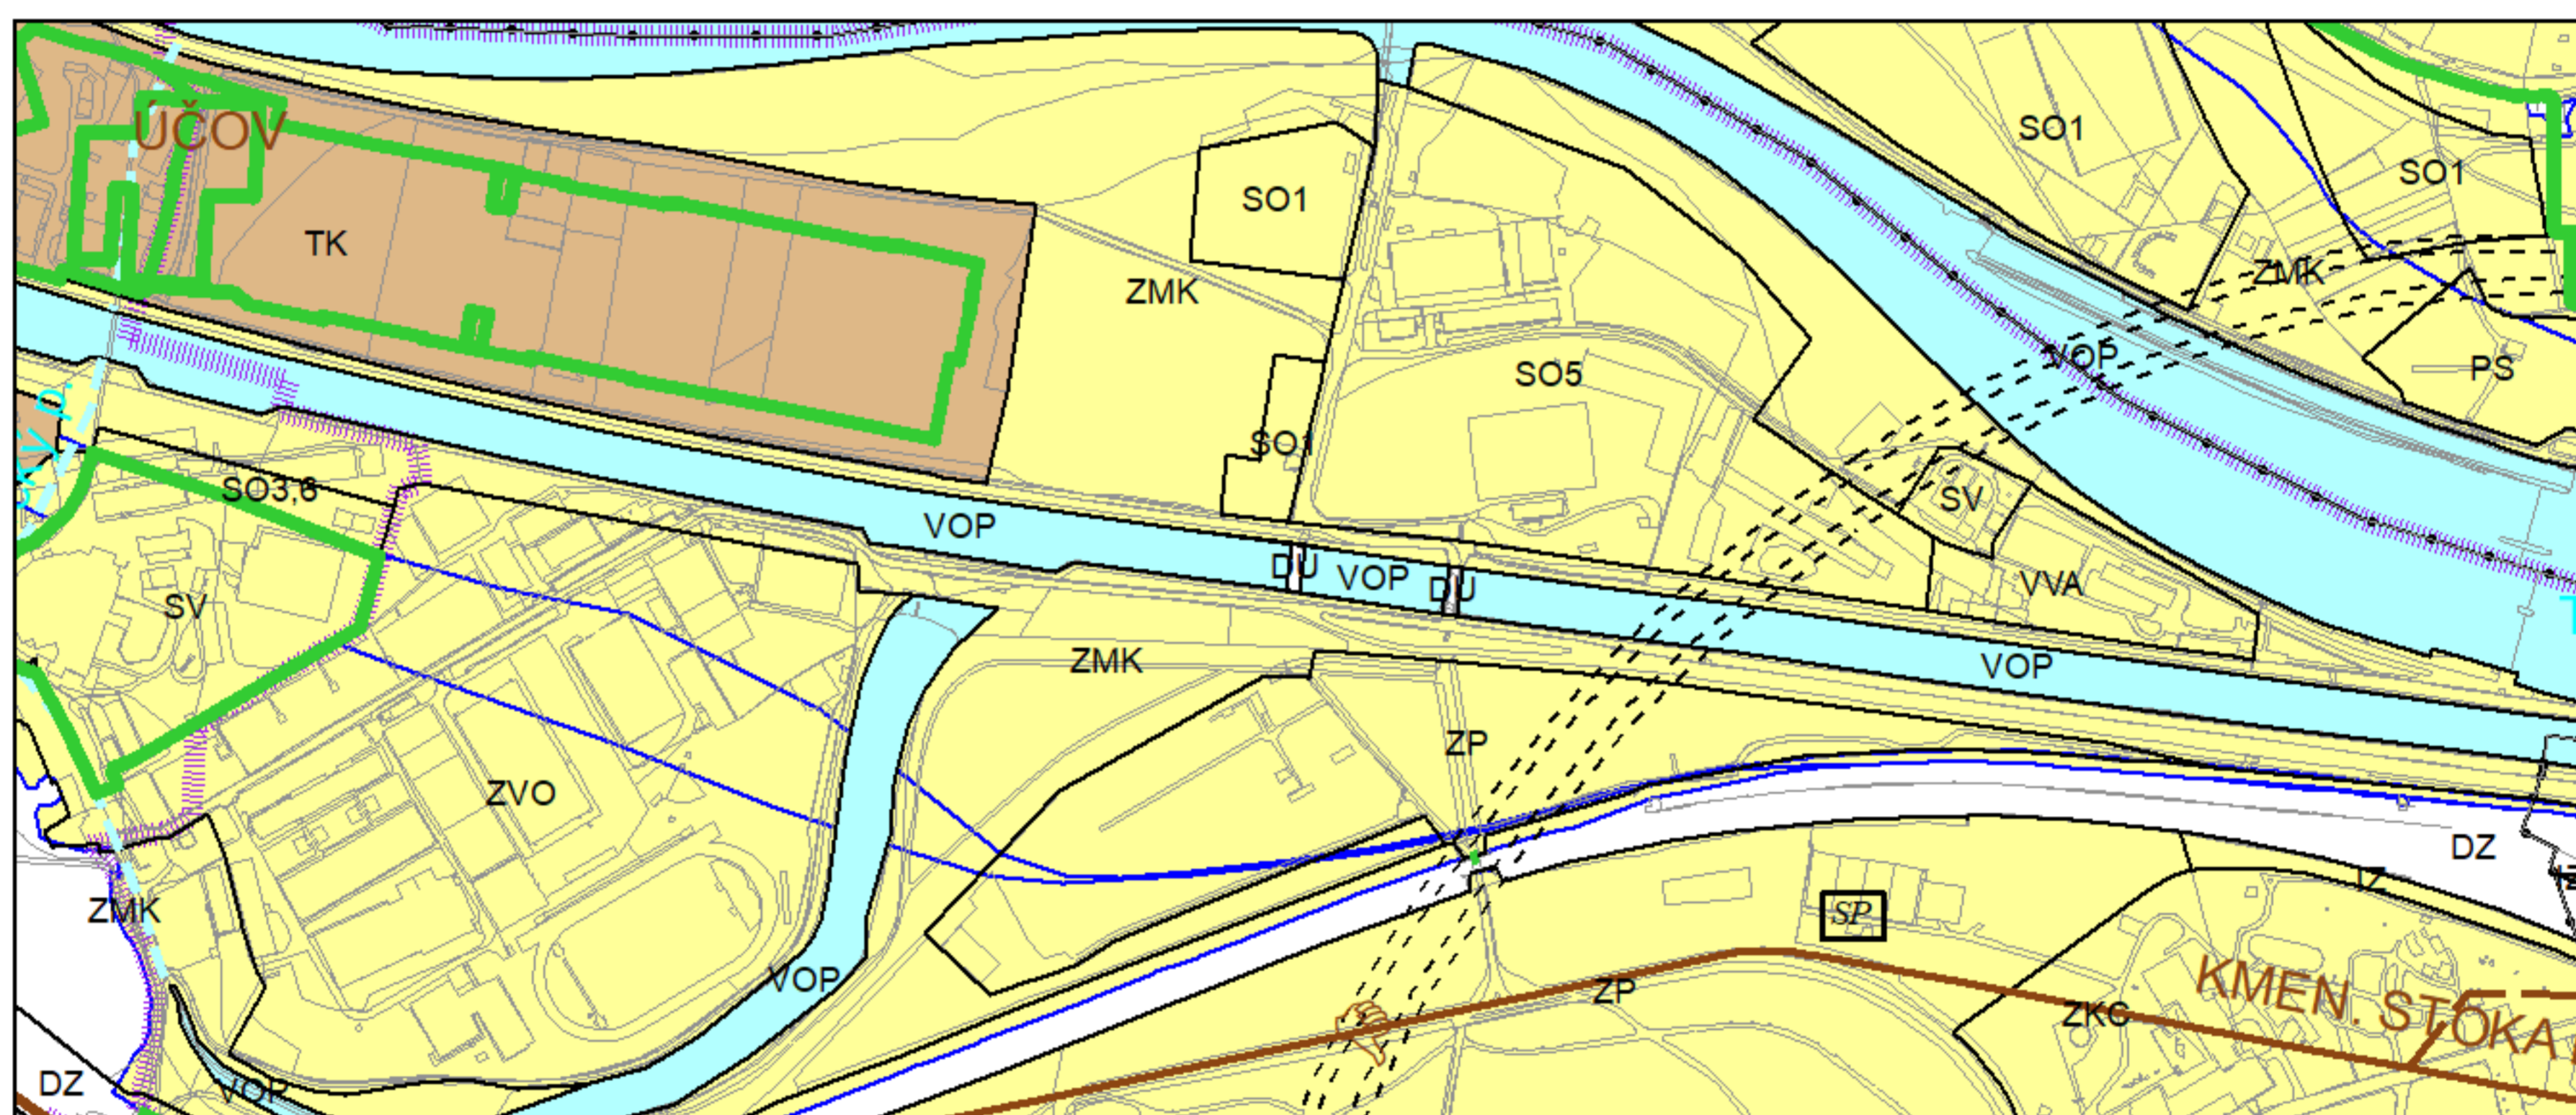 ÚČOV
SO1
SO1
SO1
TK
ZMK
ZMK
VOP
PS
SO5
SO1
SO3,6
SV
VOP
DU
VOP
DU
VVA
SV
ZMK
VOP
ZP
ZVO
DZ
IZ
ZMK
SP
VOP
ZP
KMEN. STOKA
ZKC
DZ
VOP